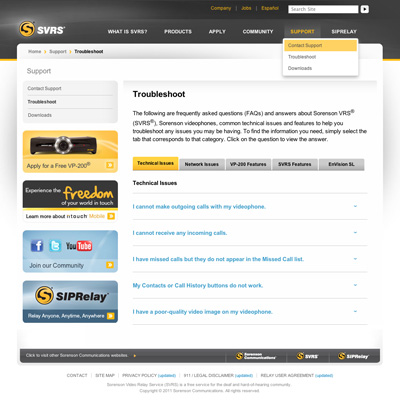 Company | Jobs | Español
Search Site
SVRS®
WHAT IS SVRS? PRODUCTS APPLY COMMUNITY SUPPORT SIPRELAY
Contact Support
Troubleshoot
Downloads
Home › Support › Troubleshoot
Support
Contact Support
Troubleshoot
Downloads
Apply for a Free VP-200®
Experience the
freedom
of your world in touch
Learn more about ntouch Mobile
You Tube
Join our Community
SIPRelay
Relay Anyone, Anytime, Anywhere
Troubleshoot
The following are frequently asked questions (FAQs) and answers about Sorenson VRS®
(SVRS®), Sorenson videophones, common technical issues and features to help you
troubleshoot any issues you may be having. To find the information you need, simply select the
tab that corresponds to that category. Click on the question to view the answer.
Technical Issues Network Issues VP-200 Features SVRS Features EnVision SL
Technical Issues
I cannot make outgoing calls with my videophone.
I cannot receive any incoming calls.
I have missed calls but they do not appear in the Missed Call list.
My Contacts or Call History buttons do not work.
I have a poor-quality video image on my videophone.
Click to visit other Sorenson Communications websites. Sorenson Communications SVRS SIPRelay
CONTACT | SITE MAP | PRIVACY POLICY (updated) | 911 / LEGAL DISCLAIMER (updated) | RELAY USER AGREEMENT (updated)
Sorenson Video Relay Service (SVRS) is a free service for the deaf and hard-of-hearing community.
Copyright © 2011 Sorenson Communications. All rights reserved.